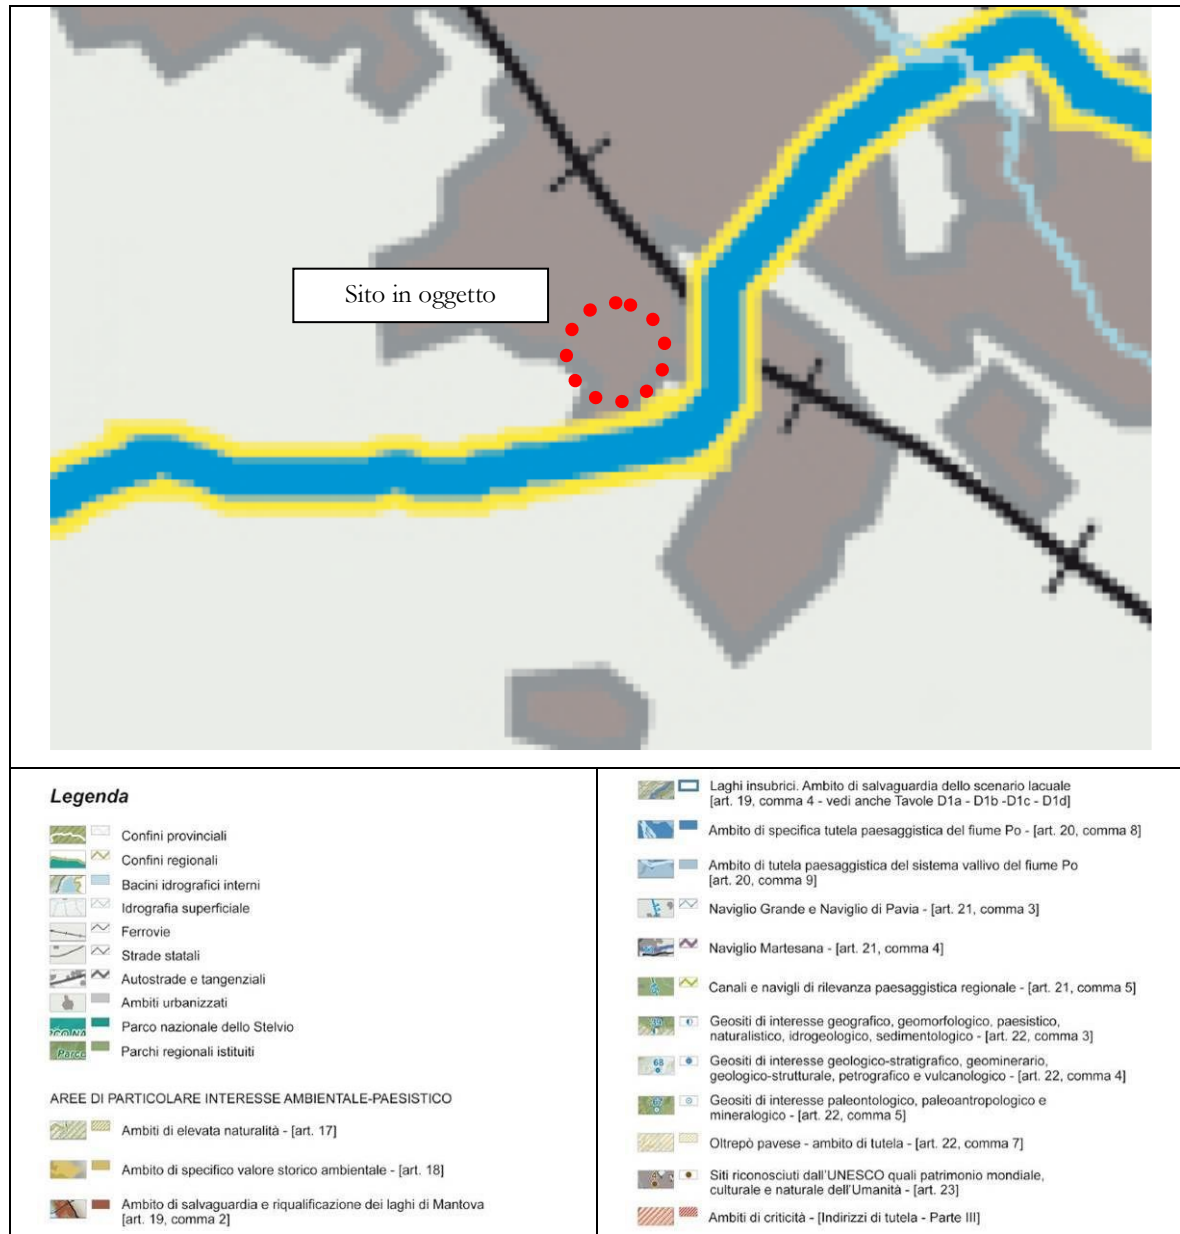 Sito in oggetto
Legenda
Confini provinciali
Confini regionali
Bacini idrografici interni
Idrografia superficiale
Ferrovie
Strade statali
Autostrade e tangenziali
Ambiti urbanizzati
Parco nazionale dello Stelvio
Parchi regionali istituiti
AREE DI PARTICOLARE INTERESSE AMBIENTALE-PAESISTICO
Ambiti di elevata naturalità - [art. 17]
Ambito di specifico valore storico ambientale - [art. 18]
Ambito di salvaguardia e riqualificazione dei laghi di Mantova
[art. 19, comma 2]
Laghi insubrici. Ambito di salvaguardia dello scenario lacuale
[art. 19, comma 4 - vedi anche Tavole D1a - D1b -D1c - D1d]
Ambito di specifica tutela paesaggistica del fiume Po - [art. 20, comma 8]
Ambito di tutela paesaggistica del sistema vallivo del fiume Po
[art. 20, comma 9]
Naviglio Grande e Naviglio di Pavia - [art. 21, comma 3]
Naviglio Martesana - [art. 21, comma 4]
Canali e navigli di rilevanza paesaggistica regionale - [art. 21, comma 5]
Geositi di interesse geografico, geomorfologico, paesistico,
naturalistico, idrogeologico, sedimentologico - [art. 22, comma 3]
Geositi di interesse geologico-stratigrafico, geominerario,
geologico-strutturale, petrografico e vulcanologico - [art. 22, comma 4]
Geositi di interesse paleontologico, paleoantropologico e
mineralogico - [art. 22, comma 5]
Oltrepò pavese - ambito di tutela - [art. 22, comma 7]
Siti riconosciuti dall'UNESCO quali patrimonio mondiale,
culturale e naturale dell'Umanità - [art. 23]
Ambiti di criticità - [Indirizzi di tutela - Parte III]